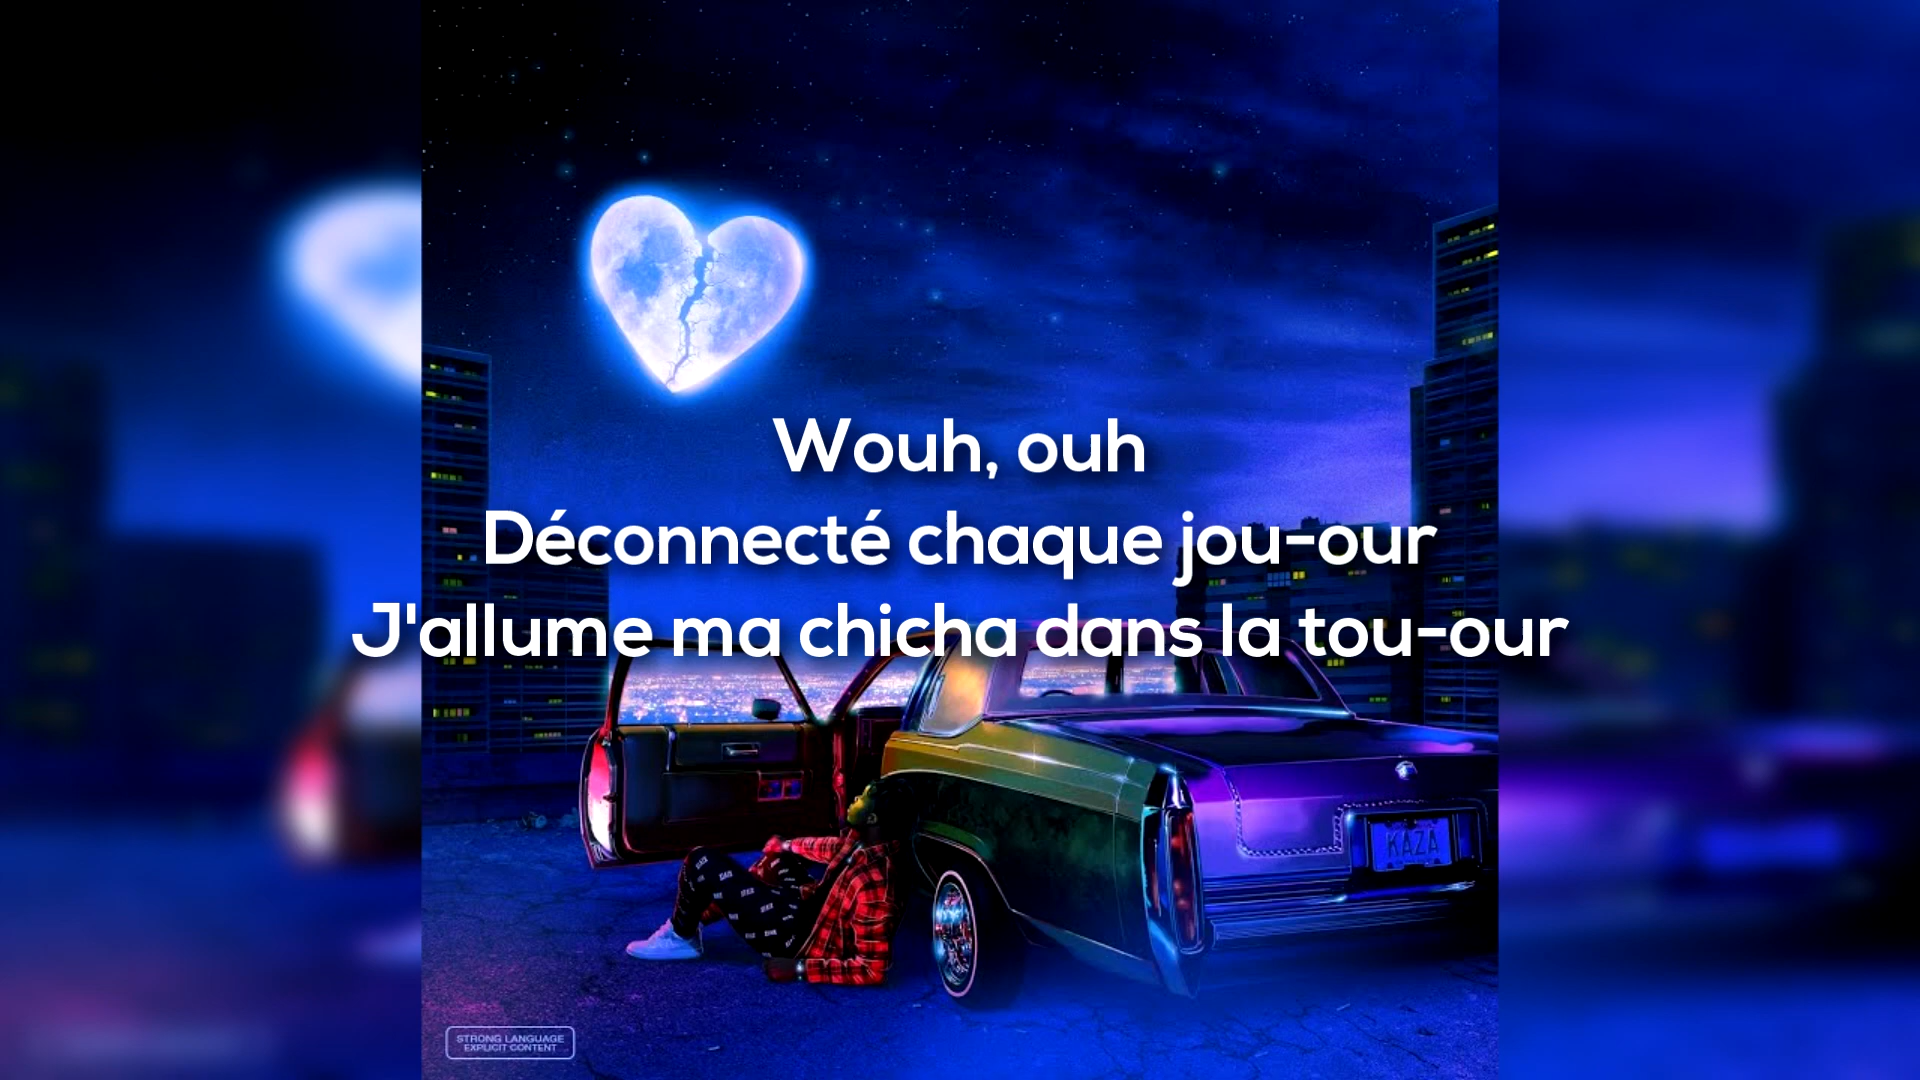 Wouh, ouh
Déconnecté chaque jou-our
J'allume ma chicha dans la tou-our
KAZA
STRONG LANGUAGE
EXPLICIT CONTENT